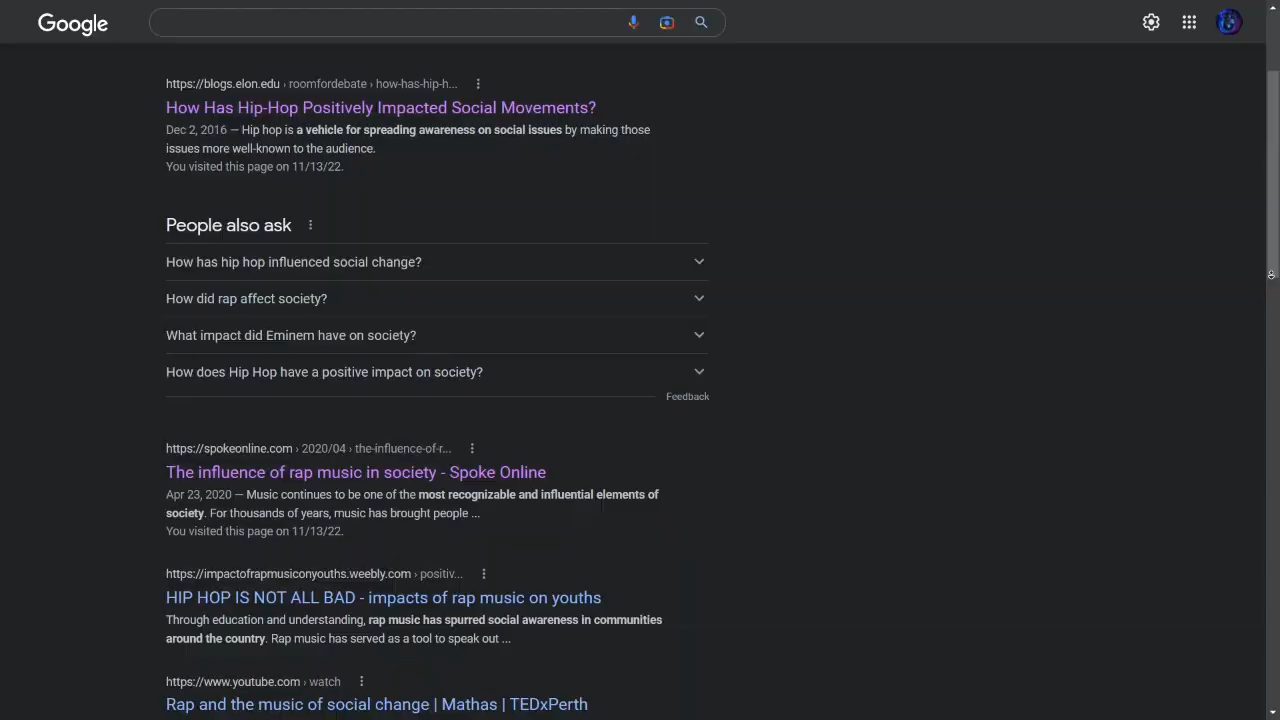 Google
https://blogs.elon.edu › roomfordebate › how-has-hip-h...
How Has Hip-Hop Positively Impacted Social Movements?
Dec 2, 2016 — Hip hop is a vehicle for spreading awareness on social issues by making those
issues more well-known to the audience.
You visited this page on 11/13/22.
People also ask
How has hip hop influenced social change?
How did rap affect society?
What impact did Eminem have on society?
How does Hip Hop have a positive impact on society?
Feedback
https://spokeonline.com › 2020/04 › the-influence-of-r...
The influence of rap music in society - Spoke Online
Apr 23, 2020 — Music continues to be one of the most recognizable and influential elements of
society. For thousands of years, music has brought people ...
You visited this page on 11/13/22.
https://impactofrapmusiconyouths.weebly.com › positiv...
HIP HOP IS NOT ALL BAD - impacts of rap music on youths
Through education and understanding, rap music has spurred social awareness in communities
around the country. Rap music has served as a tool to speak out ...
https://www.youtube.com › watch
Rap and the music of social change | Mathas | TEDxPerth